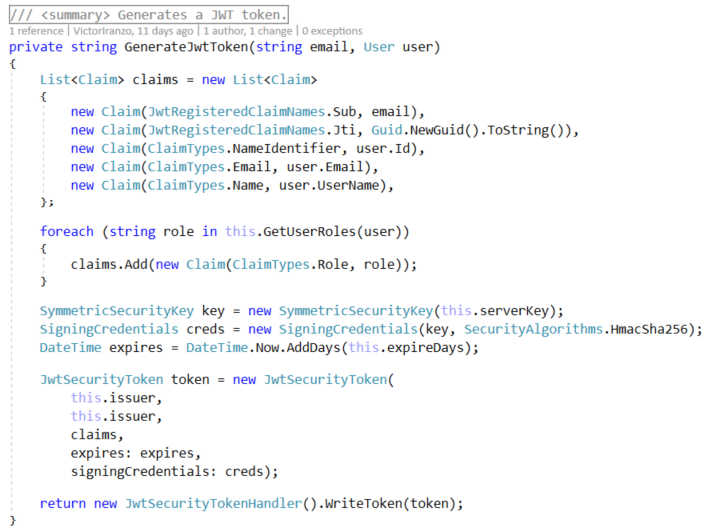 /// <summary> Generates a JWT token.
1 reference | VictorIranzo, 11 days ago | 1 author, 1 change | 0 exceptions
private string GenerateJwtToken(string email, User user)
{
    List<Claim> claims = new List<Claim>
    {
        new Claim(JwtRegisteredClaimNames.Sub, email),
        new Claim(JwtRegisteredClaimNames.Jti, Guid.NewGuid().ToString()),
        new Claim(ClaimTypes.NameIdentifier, user.Id),
        new Claim(ClaimTypes.Email, user.Email),
        new Claim(ClaimTypes.Name, user.UserName),
    };

    foreach (string role in this.GetUserRoles(user))
    {
        claims.Add(new Claim(ClaimTypes.Role, role));
    }

    SymmetricSecurityKey key = new SymmetricSecurityKey(this.serverKey);
    SigningCredentials creds = new SigningCredentials(key, SecurityAlgorithms.HmacSha256);
    DateTime expires = DateTime.Now.AddDays(this.expireDays);

    JwtSecurityToken token = new JwtSecurityToken(
        this.issuer,
        this.issuer,
        claims,
        expires: expires,
        signingCredentials: creds);

    return new JwtSecurityTokenHandler().WriteToken(token);
}